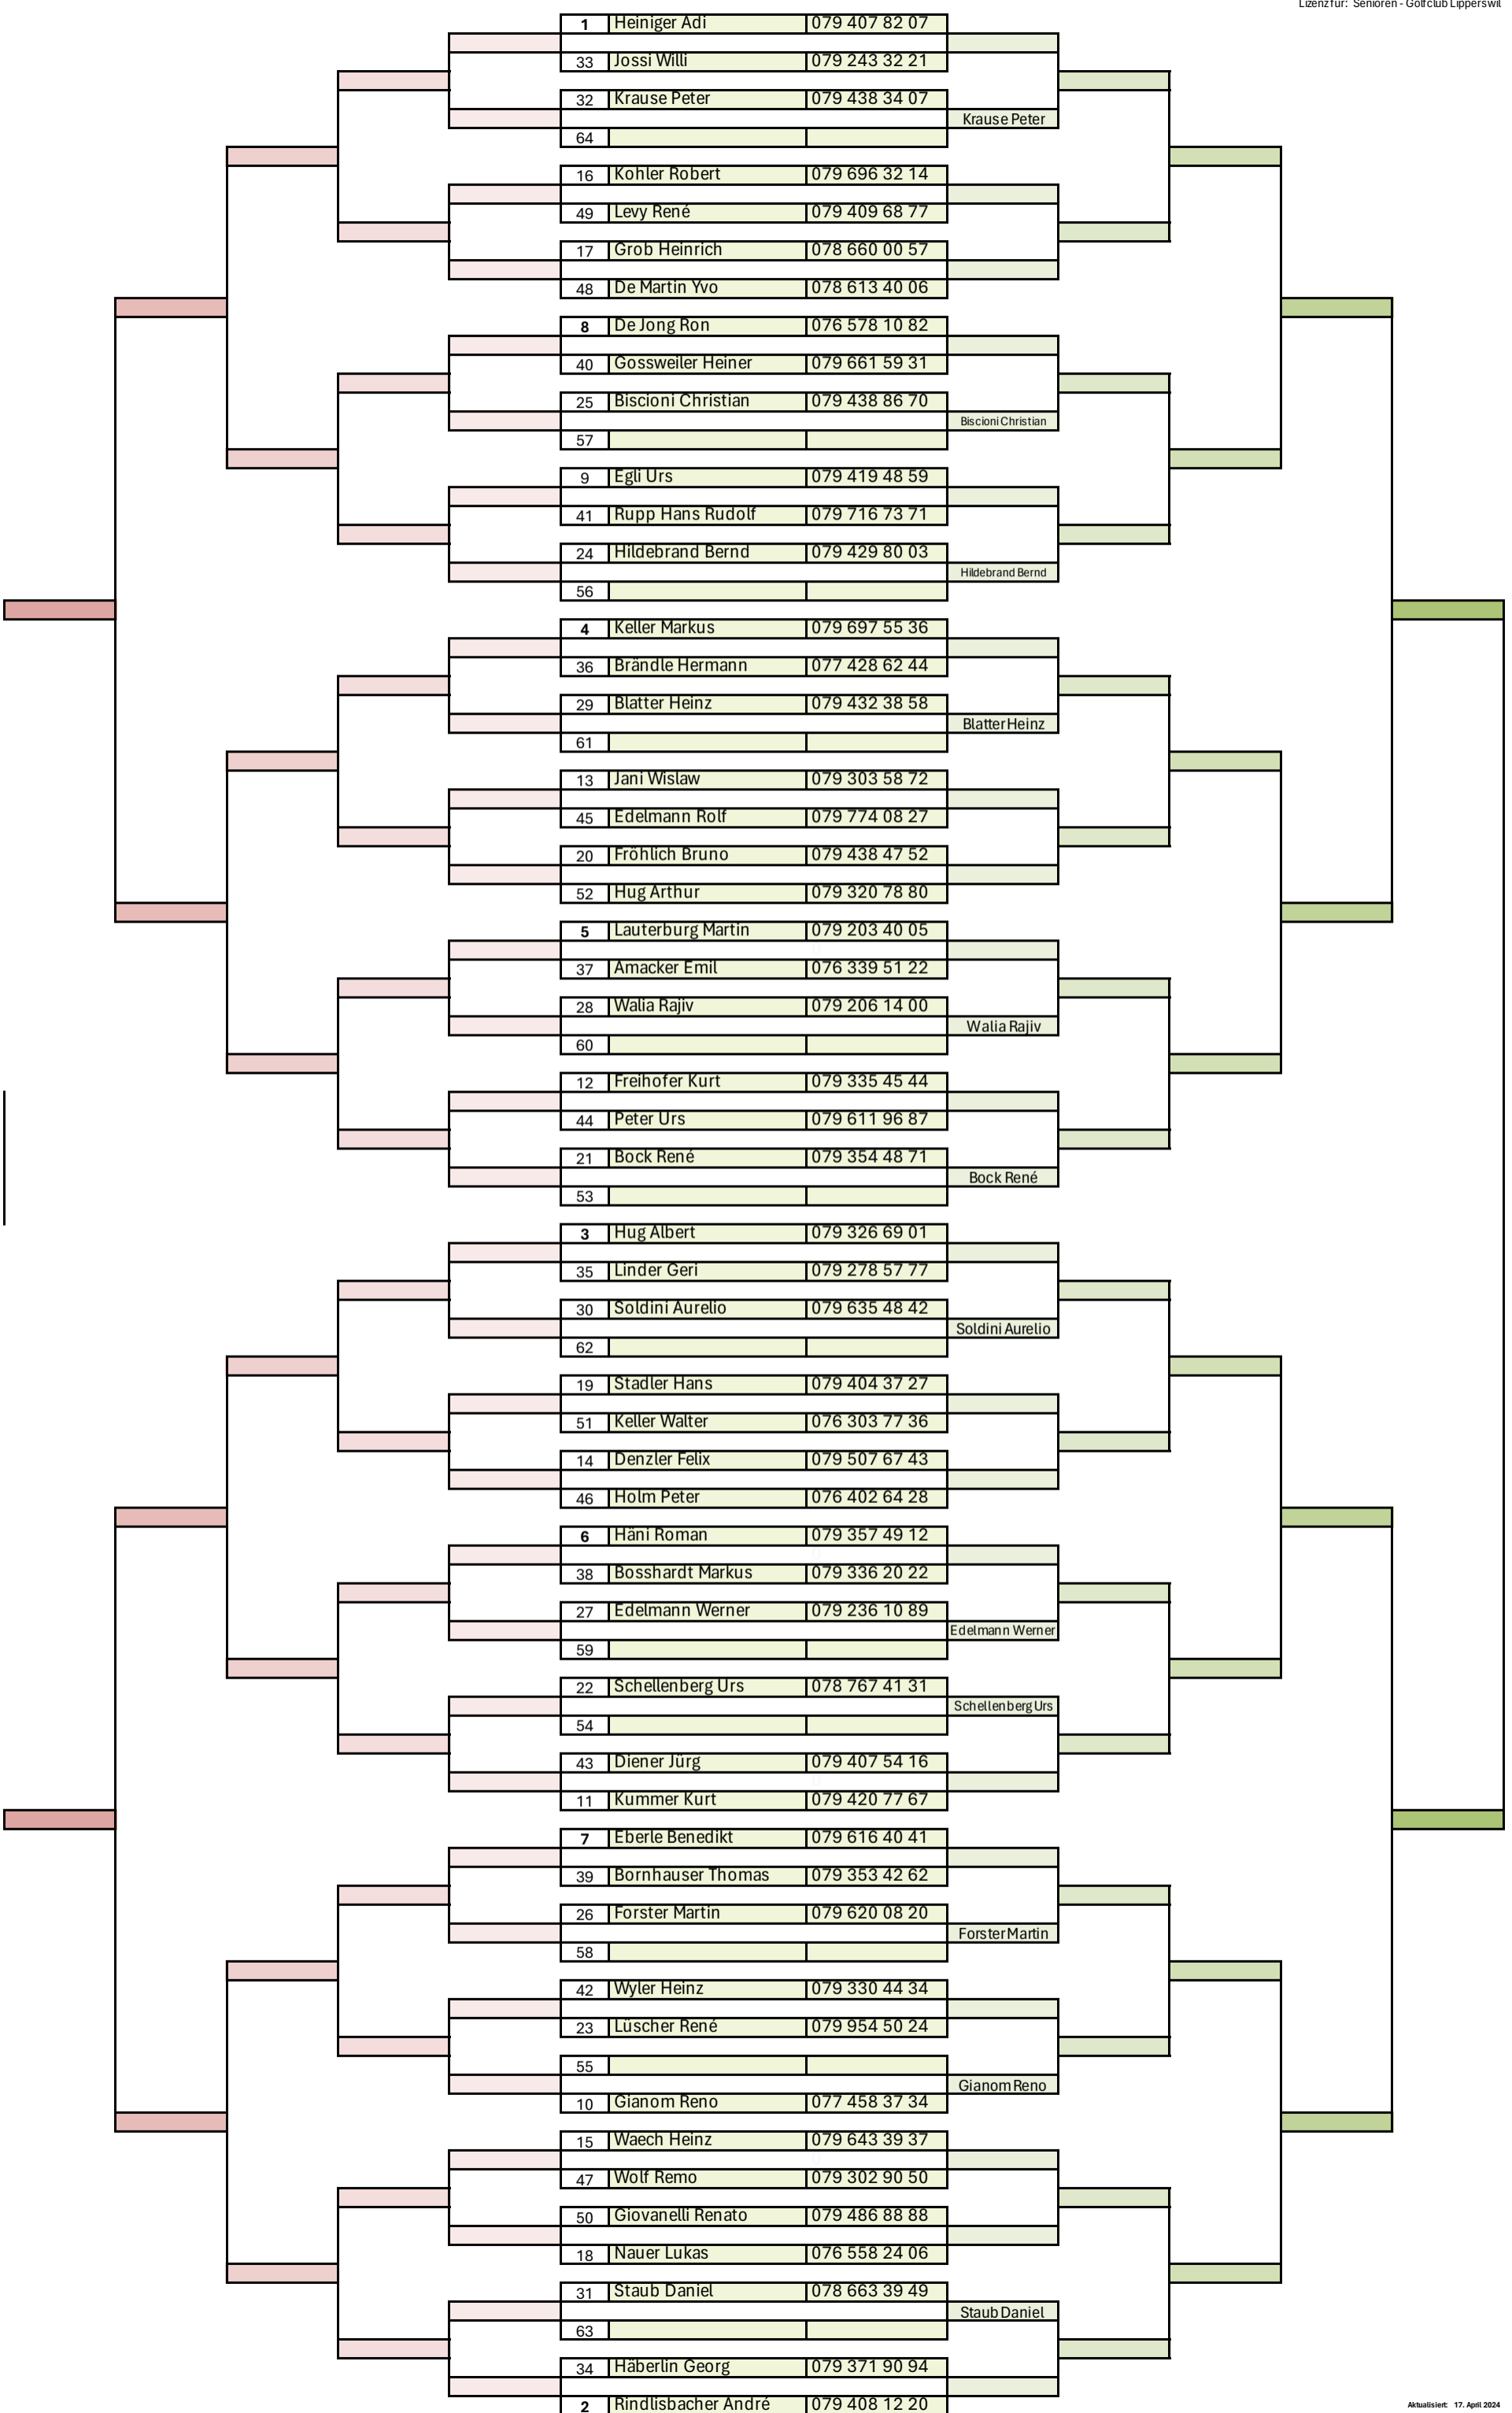 Lizenz für: Senioren - Golfclub Lipperswil
1 Heiniger Adi 079 407 82 07
33 Jossi Willi 079 243 32 21
32 Krause Peter 079 438 34 07
Krause Peter
64
16 Kohler Robert 079 696 32 14
49 Levy René 079 409 68 77
17 Grob Heinrich 078 660 00 57
48 De Martin Yvo 078 613 40 06
8 De Jong Ron 076 578 10 82
40 Gossweiler Heiner 079 661 59 31
25 Biscioni Christian 079 438 86 70
Biscioni Christian
57
9 Egli Urs 079 419 48 59
41 Rupp Hans Rudolf 079 716 73 71
24 Hildebrand Bernd 079 429 80 03
Hildebrand Bernd
56
4 Keller Markus 079 697 55 36
36 Brändle Hermann 077 428 62 44
29 Blatter Heinz 079 432 38 58
Blatter Heinz
61
13 Jani Wislaw 079 303 58 72
45 Edelmann Rolf 079 774 08 27
20 Fröhlich Bruno 079 438 47 52
52 Hug Arthur 079 320 78 80
5 Lauterburg Martin 079 203 40 05
37 Amacker Emil 076 339 51 22
28 Walia Rajiv 079 206 14 00
Walia Rajiv
60
12 Freihofer Kurt 079 335 45 44
44 Peter Urs 079 611 96 87
21 Bock René 079 354 48 71
Bock René
53
3 Hug Albert 079 326 69 01
35 Linder Geri 079 278 57 77
30 Soldini Aurelio 079 635 48 42
Soldini Aurelio
62
19 Stadler Hans 079 404 37 27
51 Keller Walter 076 303 77 36
14 Denzler Felix 079 507 67 43
46 Holm Peter 076 402 64 28
6 Häni Roman 079 357 49 12
38 Bosshardt Markus 079 336 20 22
27 Edelmann Werner 079 236 10 89
Edelmann Werner
59
22 Schellenberg Urs 078 767 41 31
Schellenberg Urs
54
43 Diener Jürg 079 407 54 16
11 Kummer Kurt 079 420 77 67
7 Eberle Benedikt 079 616 40 41
39 Bornhauser Thomas 079 353 42 62
26 Forster Martin 079 620 08 20
Forster Martin
58
42 Wyler Heinz 079 330 44 34
23 Lüscher René 079 954 50 24
55
Gianom Reno
10 Gianom Reno 077 458 37 34
15 Waech Heinz 079 643 39 37
47 Wolf Remo 079 302 90 50
50 Giovanelli Renato 079 486 88 88
18 Nauer Lukas 076 558 24 06
31 Staub Daniel 078 663 39 49
Staub Daniel
63
34 Häberlin Georg 079 371 90 94
2 Rindlisbacher André 079 408 12 20
Aktualisiert: 17. April 2024